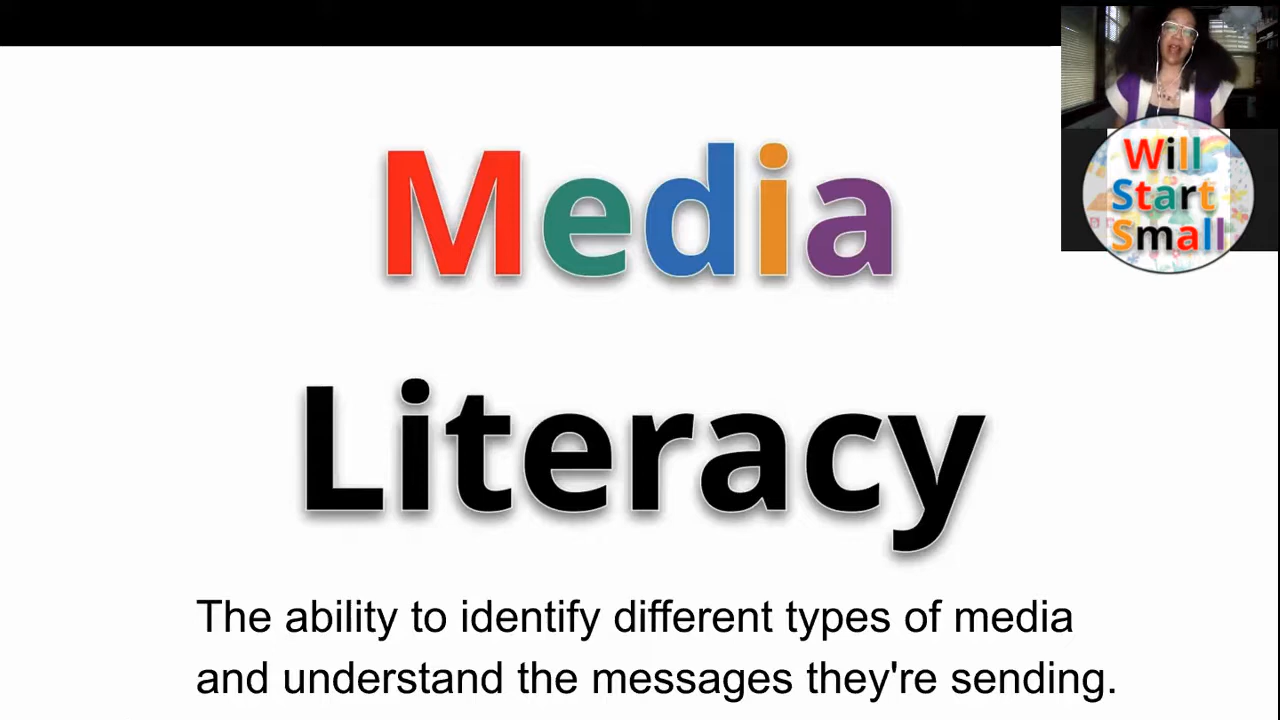 Media
Literacy
The ability to identify different types of media
and understand the messages they're sending.
Will
Start
Small